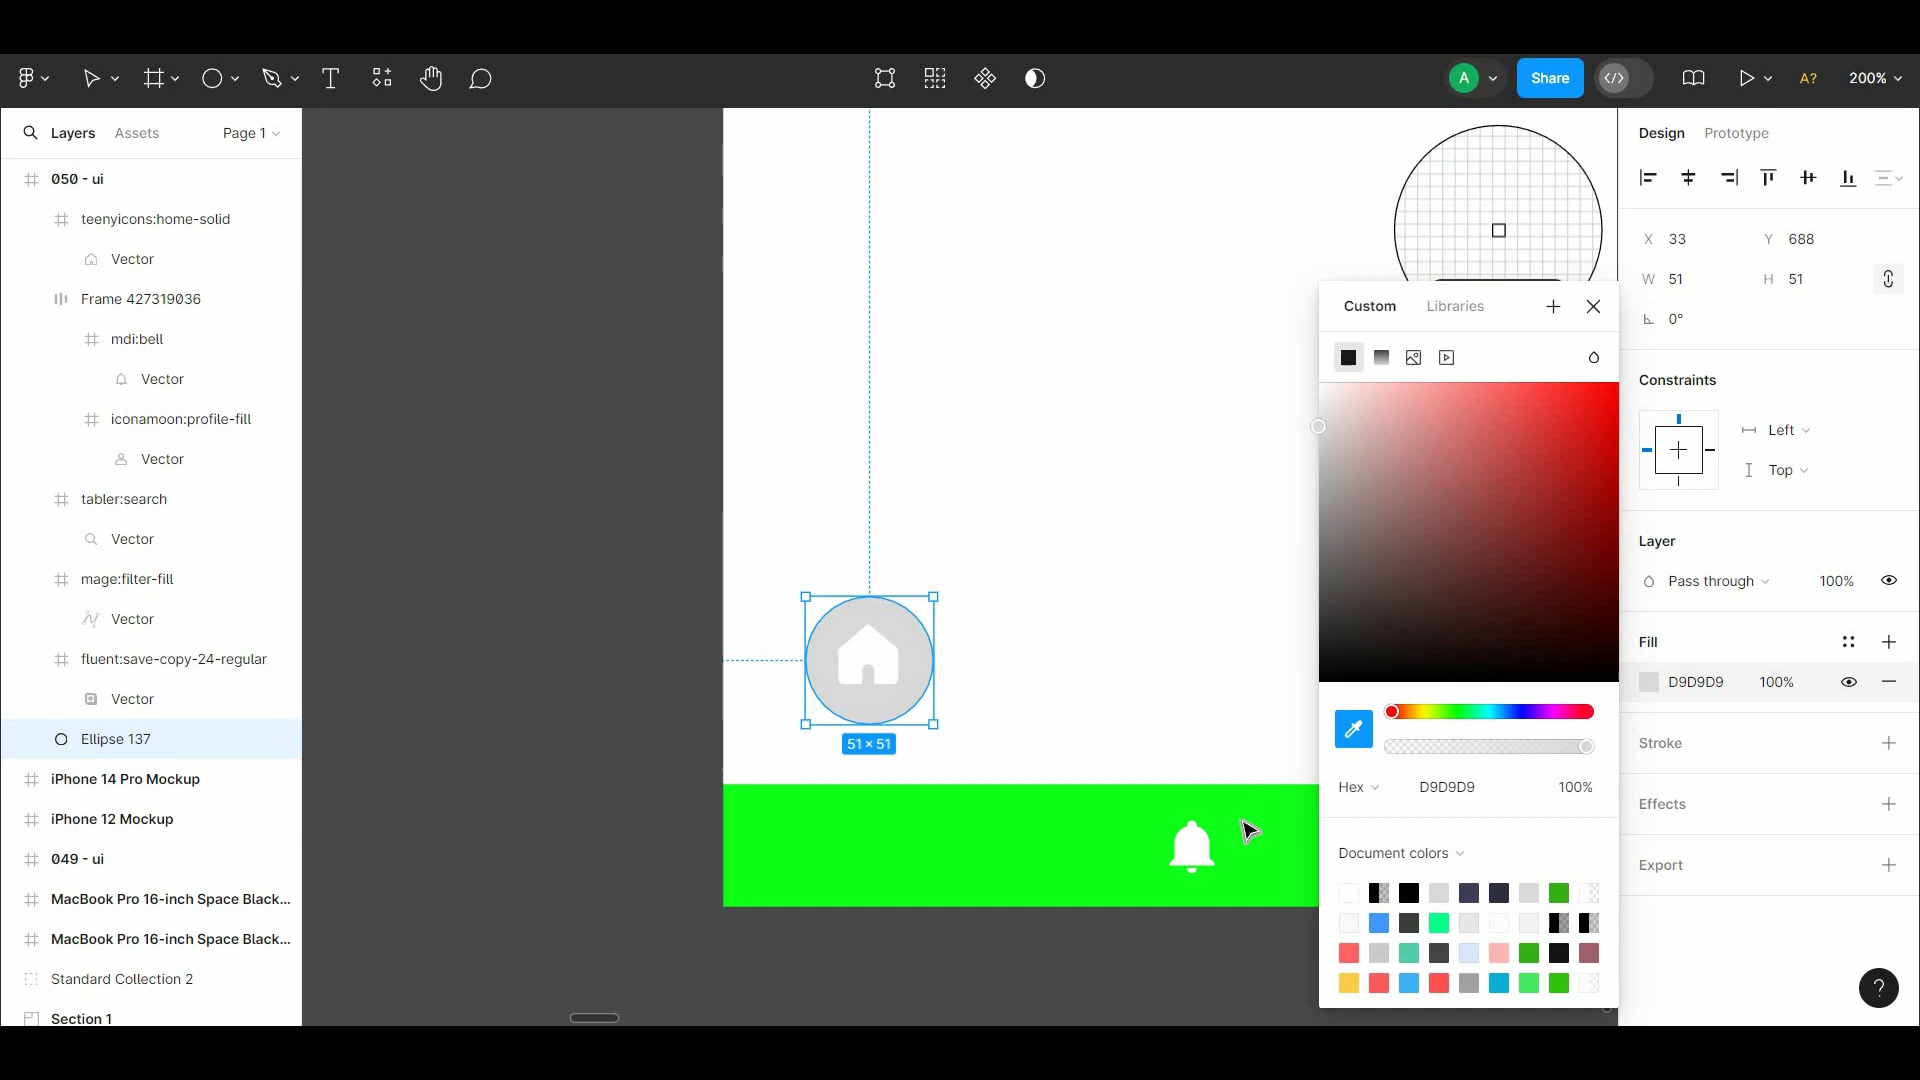 A
Share
A?
200%
Layers
Assets
Page 1
Design
Prototype
050 - ui
teenyicons:home-solid
Vector
Frame 427319036
mdi:bell
Vector
iconamoon:profile-fill
Vector
tabler:search
Vector
mage:filter-fill
Vector
fluent:save-copy-24-regular
Vector
Ellipse 137
iPhone 14 Pro Mockup
iPhone 12 Mockup
049 - ui
MacBook Pro 16-inch Space Black...
MacBook Pro 16-inch Space Black...
Standard Collection 2
Section 1
51 × 51
Custom
Libraries
Hex
D9D9D9
100%
Document colors
X 33
Y 688
W 51
H 51
0°
Constraints
Left
Top
Layer
Pass through
100%
Fill
D9D9D9
100%
Stroke
Effects
Export
?